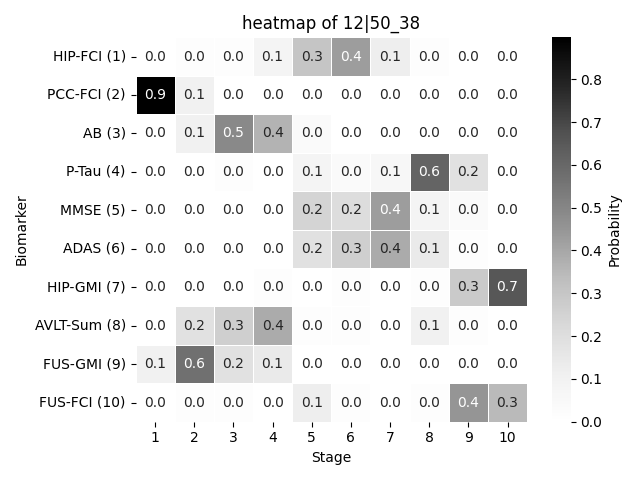 heatmap of 12|50_38
HIP-FCI (1) 0.0 0.0 0.0 0.1 0.3 0.4 0.1 0.0 0.0 0.0
PCC-FCI (2) 0.9 0.1 0.0 0.0 0.0 0.0 0.0 0.0 0.0 0.0
AB (3) 0.0 0.1 0.5 0.4 0.0 0.0 0.0 0.0 0.0 0.0
P-Tau (4) 0.0 0.0 0.0 0.0 0.1 0.0 0.1 0.6 0.2 0.0
MMSE (5) 0.0 0.0 0.0 0.0 0.2 0.2 0.4 0.1 0.0 0.0
ADAS (6) 0.0 0.0 0.0 0.0 0.2 0.3 0.4 0.1 0.0 0.0
HIP-GMI (7) 0.0 0.0 0.0 0.0 0.0 0.0 0.0 0.0 0.3 0.7
AVLT-Sum (8) 0.0 0.2 0.3 0.4 0.0 0.0 0.0 0.1 0.0 0.0
FUS-GMI (9) 0.1 0.6 0.2 0.1 0.0 0.0 0.0 0.0 0.0 0.0
FUS-FCI (10) 0.0 0.0 0.0 0.0 0.1 0.0 0.0 0.0 0.4 0.3
1 2 3 4 5 6 7 8 9 10
Stage
Biomarker
0.8
0.7
0.6
0.5
0.4
0.3
0.2
0.1
0.0
Probability